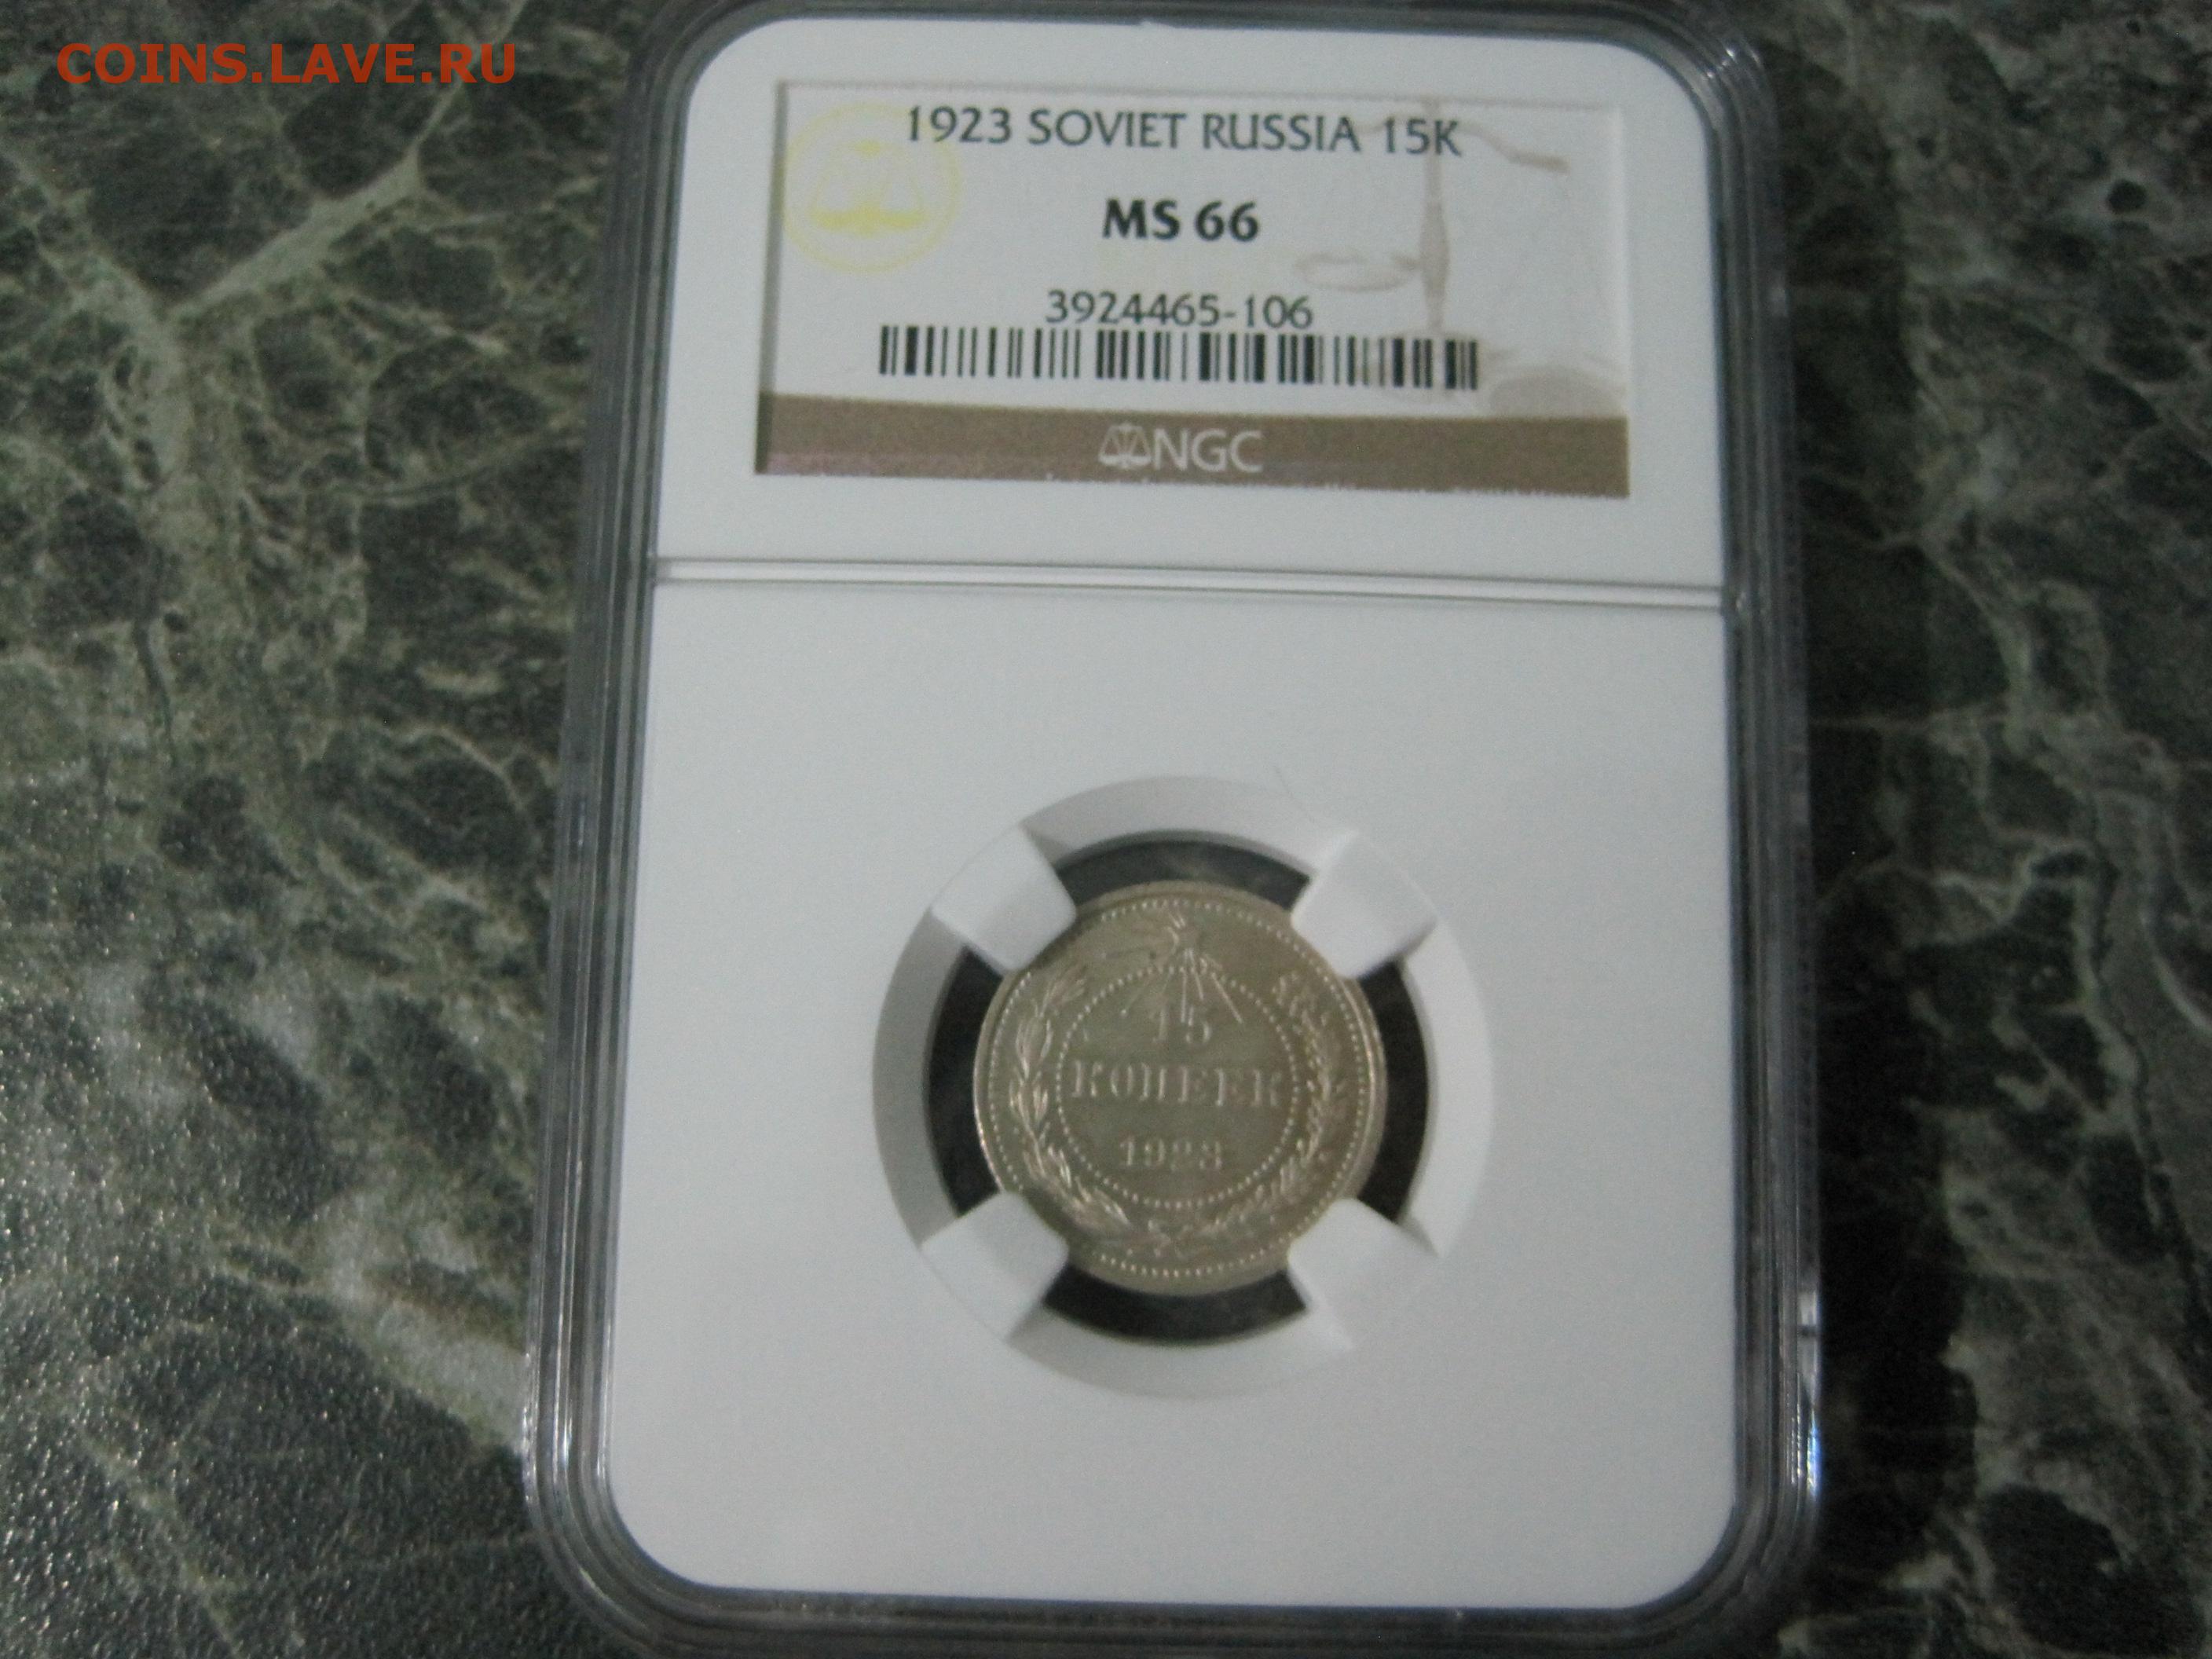 COINS.LAVE.RU
1923 SOVIET RUSSIA 15K
MS 66
3924465-106
NGC
15
КОПЕЕК
1923